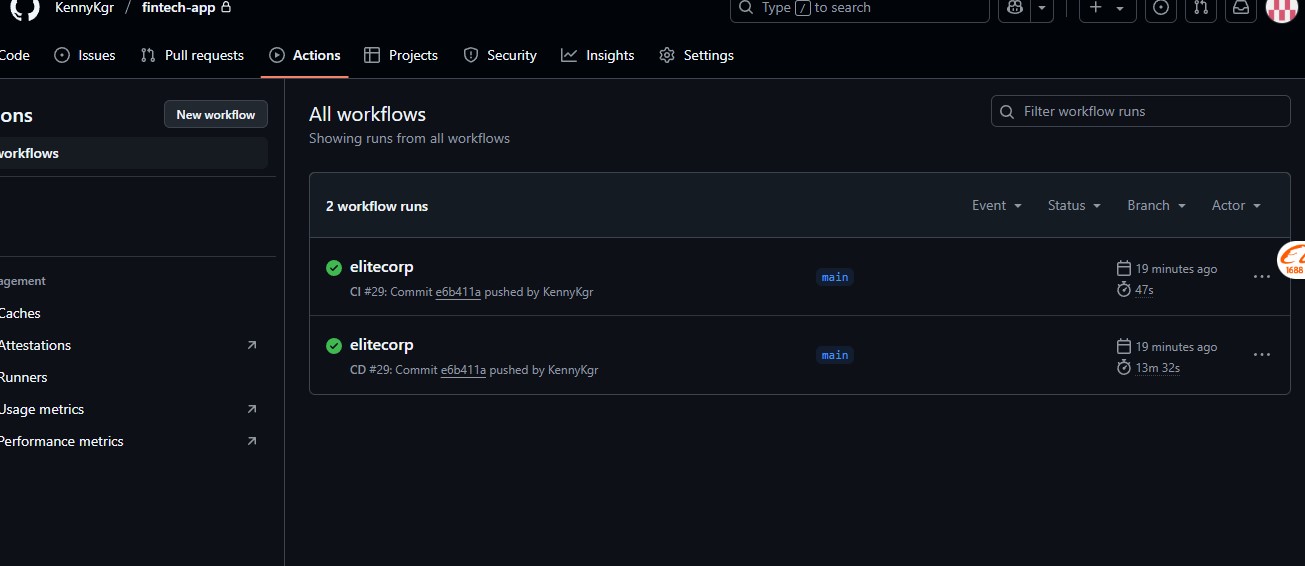 KennyKgr / fintech-app
Type / to search
Code Issues Pull requests Actions Projects Security Insights Settings
ons
New workflow
workflows
agement
Caches
Attestations
Runners
Usage metrics
Performance metrics
All workflows
Showing runs from all workflows
Filter workflow runs
2 workflow runs
Event Status Branch Actor
elitecorp
CI #29: Commit e6b411a pushed by KennyKgr
main
19 minutes ago
47s
elitecorp
CD #29: Commit e6b411a pushed by KennyKgr
main
19 minutes ago
13m 32s
1688